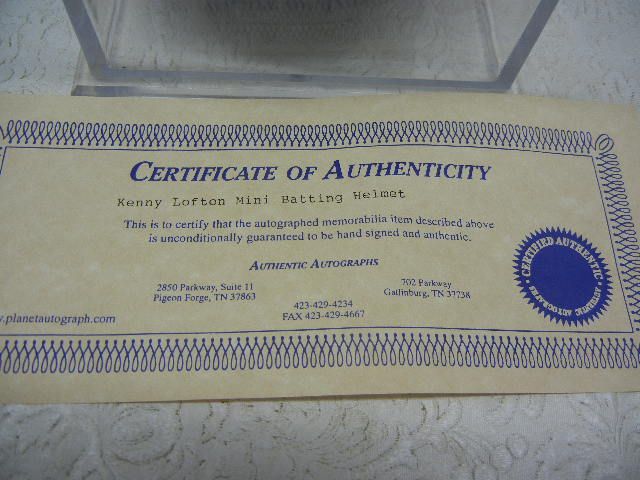 CERTIFICATE OF AUTHENTICITY
Kenny Lofton Mini Batting Helmet
This is to certify that the autographed memorabilia item described above
is unconditionally guaranteed to be hand signed and authentic.
AUTHENTIC AUTOGRAPHS
2850 Parkway, Suite 11
Pigeon Forge, TN 37863
702 Parkway
Gatlinburg, TN 37738
423-429-4234
FAX 423-429-4667
.planetautograph.com
CERTIFIED AUTHENTIC
AUTHENTIC AUTOGRAPHS